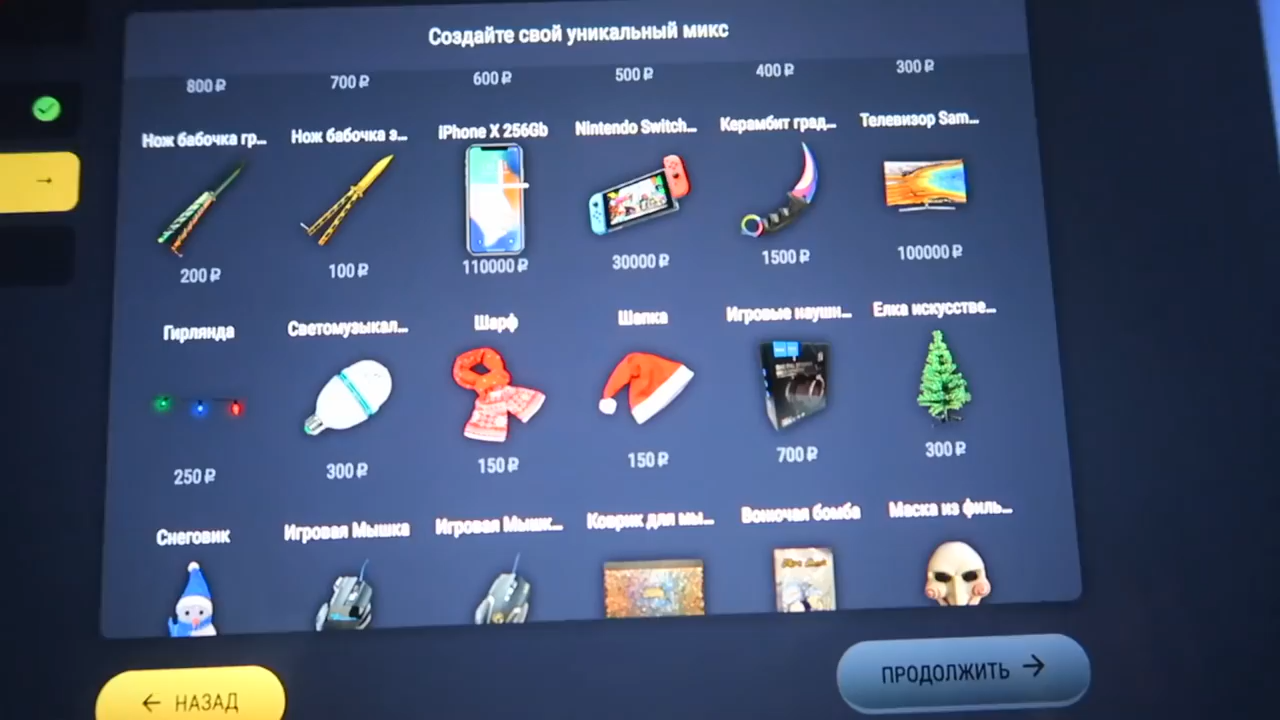 Создайте свой уникальный микс
800 ₽ 700 ₽ 600 ₽ 500 ₽ 400 ₽ 300 ₽
Нож бабочка гр... Нож бабочка з... iPhone X 256Gb Nintendo Switch... Керамбит град... Телевизор Sam...
200 ₽ 100 ₽ 110000 ₽ 30000 ₽ 1500 ₽ 100000 ₽
Гирлянда Светомузыкал... Шарф Шапка Игровые наушн... Елка искусстве...
250 ₽ 300 ₽ 150 ₽ 150 ₽ 700 ₽ 300 ₽
Снеговик Игровая Мышка Игровая Мышк... Коврик для мы... Вонючая бомба Маска из филь...
← НАЗАД ПРОДОЛЖИТЬ →